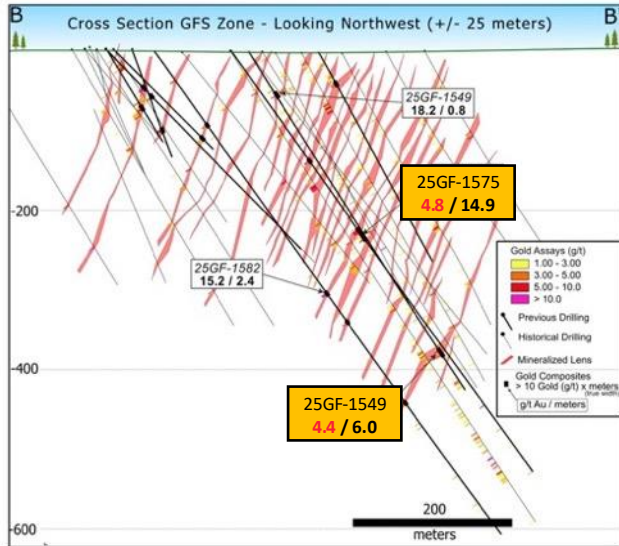 B
B
Cross Section GFS Zone - Looking Northwest (+/- 25 meters)
25GF-1549
18.2 / 0.8
25GF-1575
4.8 / 14.9
-200
25GF-1582
15.2 / 2.4
Gold Assays (g/t)
1.00 - 3.00
3.00 - 5.00
5.00 - 10.0
> 10.0
Previous Drilling
Historical Drilling
Mineralized Lens
Gold Composites
> 10 Gold (g/t) x meters
(true width)
g/t Au / meters
-400
25GF-1549
4.4 / 6.0
200
meters
-600